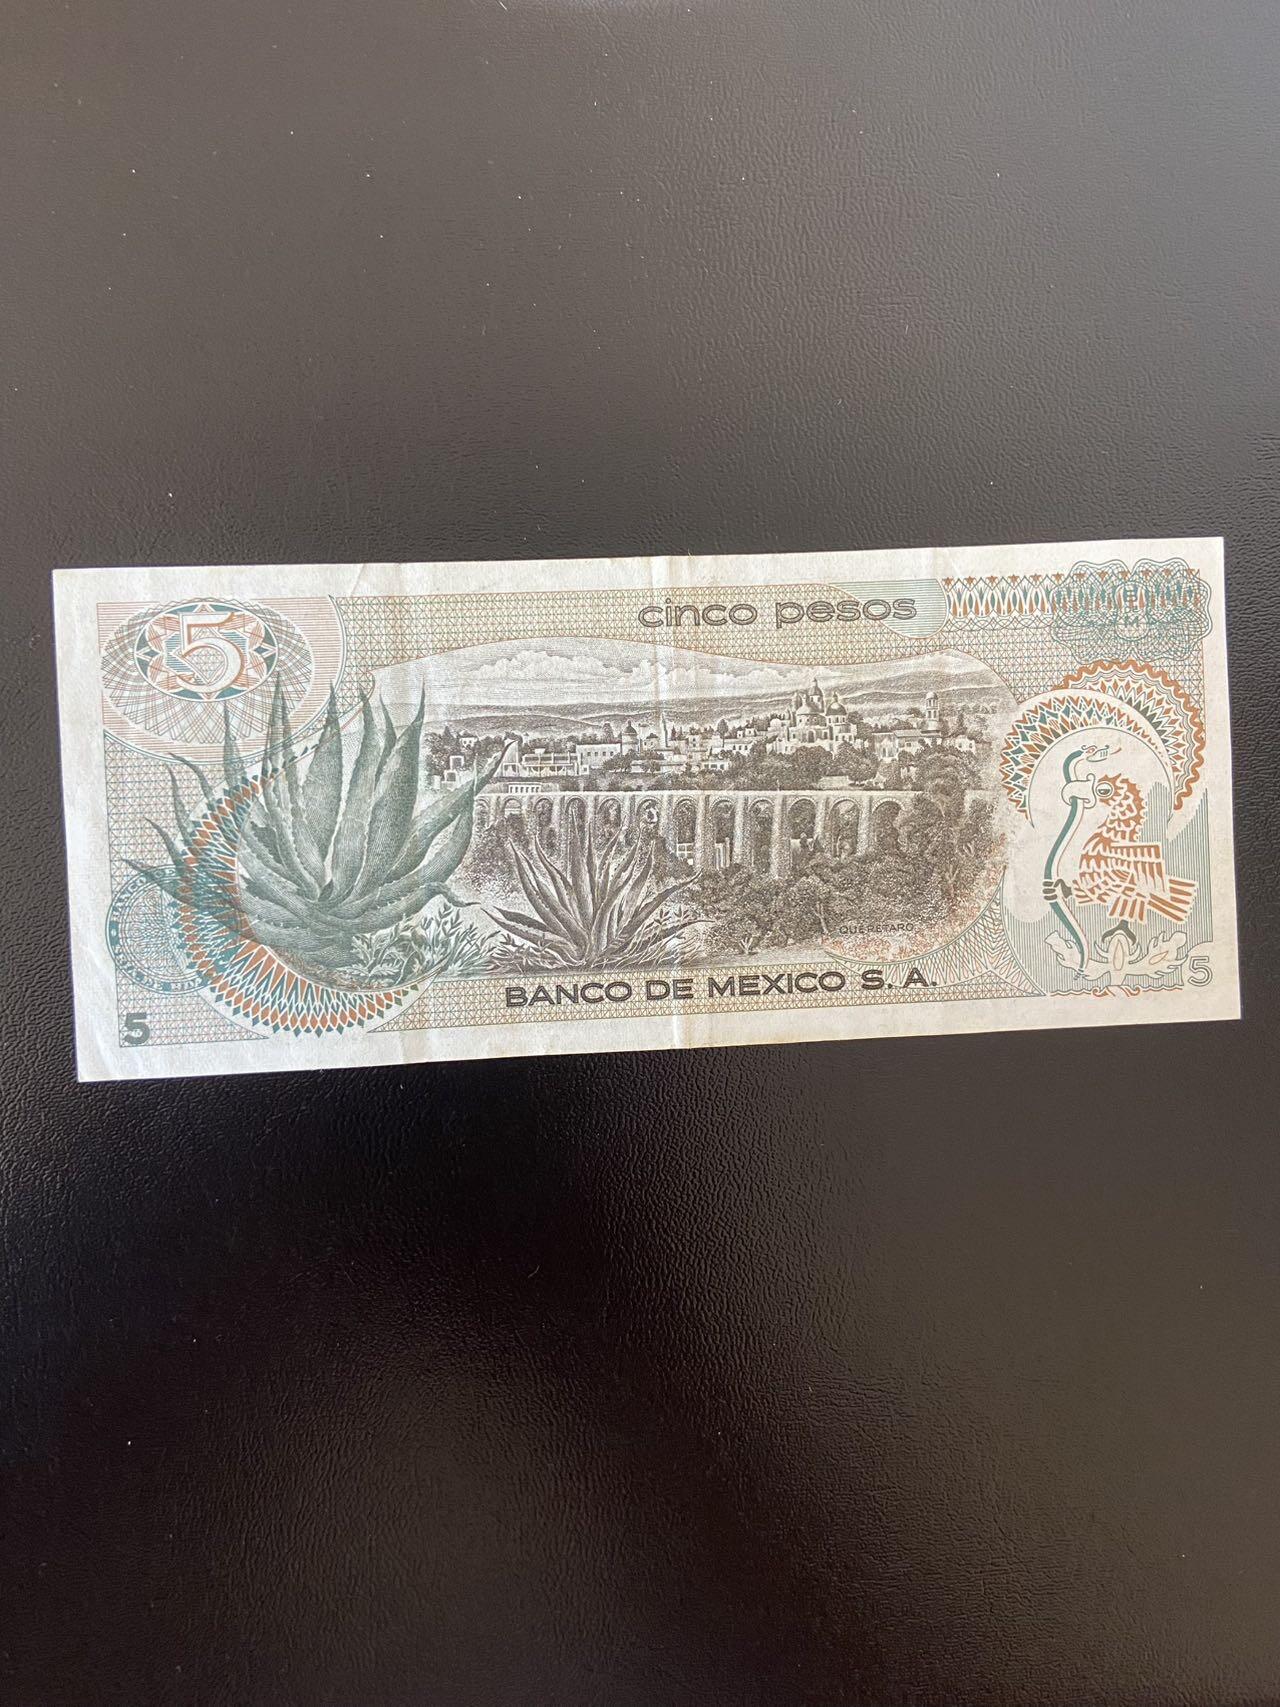 5
cinco pesos
QUERETARO
BANCO DE MEXICO S. A.
5
5